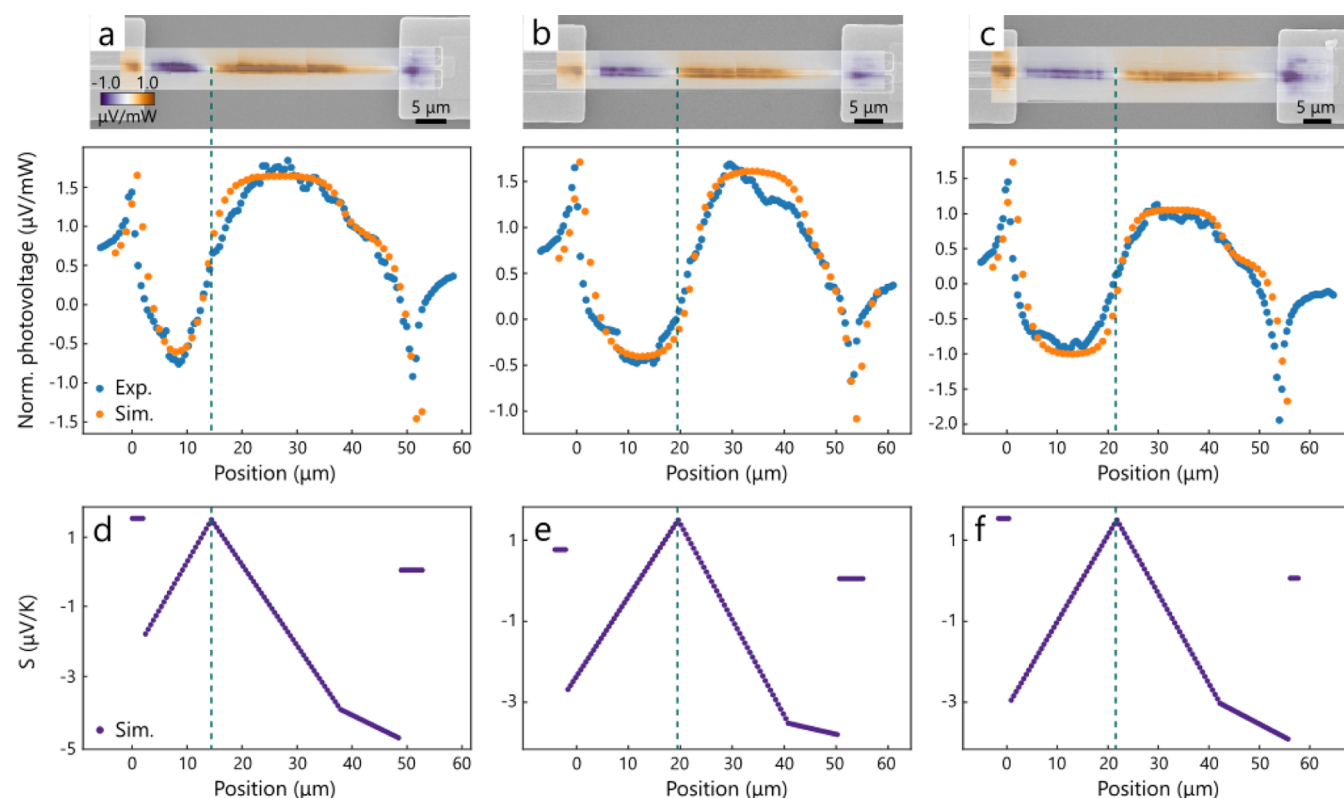 a
-1.0 1.0
μV/mW
5 μm
b
5 μm
c
5 μm
Norm. photovoltage (μV/mW)
1.5
1.0
0.5
0.0
-0.5
-1.0
-1.5
Exp.
Sim.
0 10 20 30 40 50 60
Position (μm)
1.5
1.0
0.5
0.0
-0.5
-1.0
0 10 20 30 40 50 60
Position (μm)
1.5
1.0
0.5
0.0
-0.5
-1.0
-1.5
-2.0
0 10 20 30 40 50 60
Position (μm)
d
S (μV/K)
1
-1
-3
-5
Sim.
0 10 20 30 40 50 60
Position (μm)
e
1
-1
-3
0 10 20 30 40 50 60
Position (μm)
f
1
-1
-3
0 10 20 30 40 50 60
Position (μm)